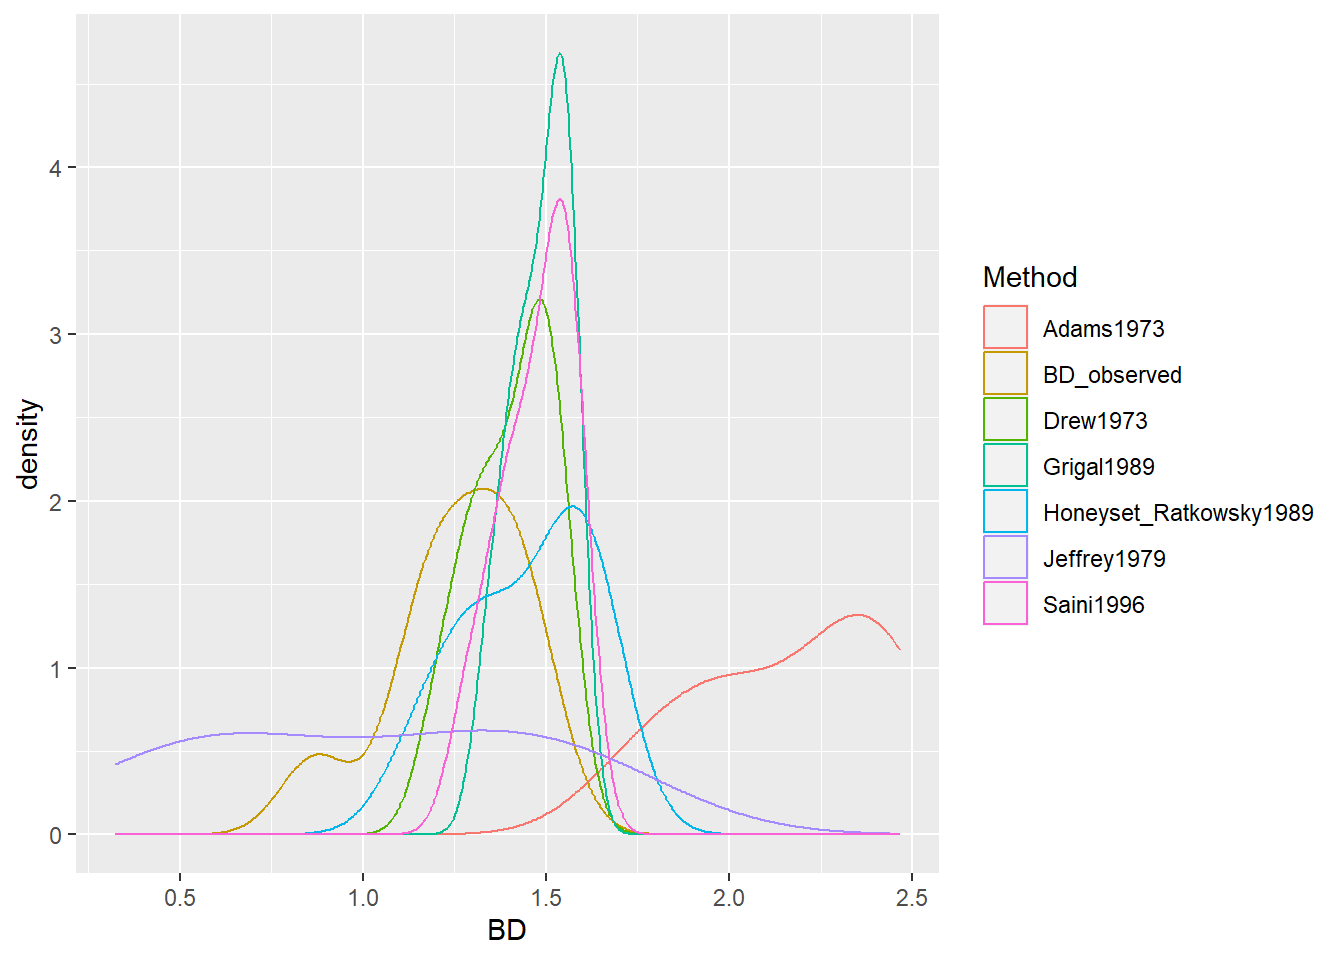 density
4
3
2
1
0
0.5 1.0 1.5 2.0 2.5
BD
Method
Adams1973
BD_observed
Drew1973
Grigal1989
Honeyset_Ratkowsky1989
Jeffrey1979
Saini1996